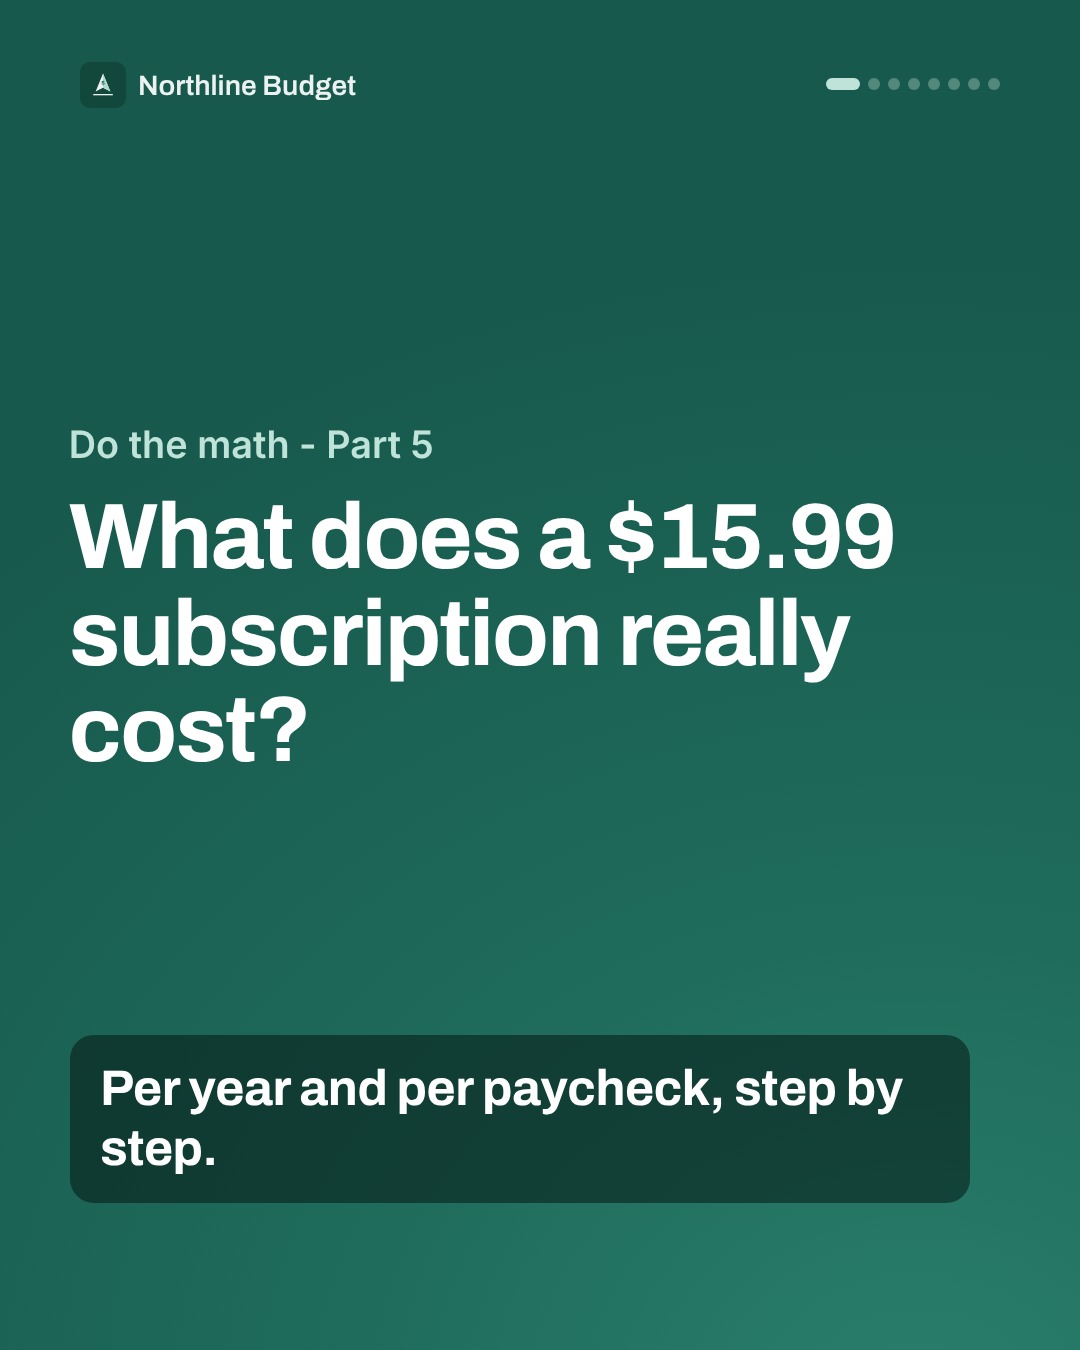 Northline Budget
Do the math - Part 5
What does a $15.99
subscription really
cost?
Per year and per paycheck, step by
step.